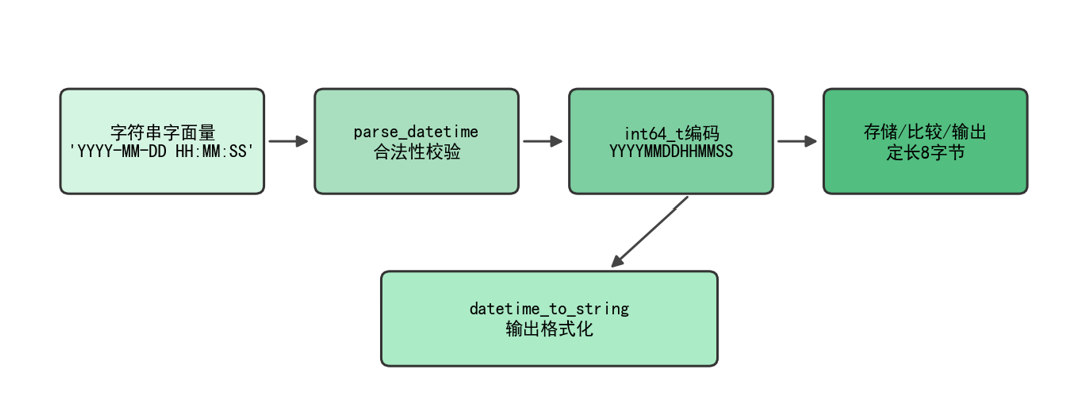 字符串字面量
'YYYY-MM-DD HH:MM:SS'
parse_datetime
合法性校验
int64_t编码
YYYYMMDDHHMMSS
存储/比较/输出
定长8字节
datetime_to_string
输出格式化